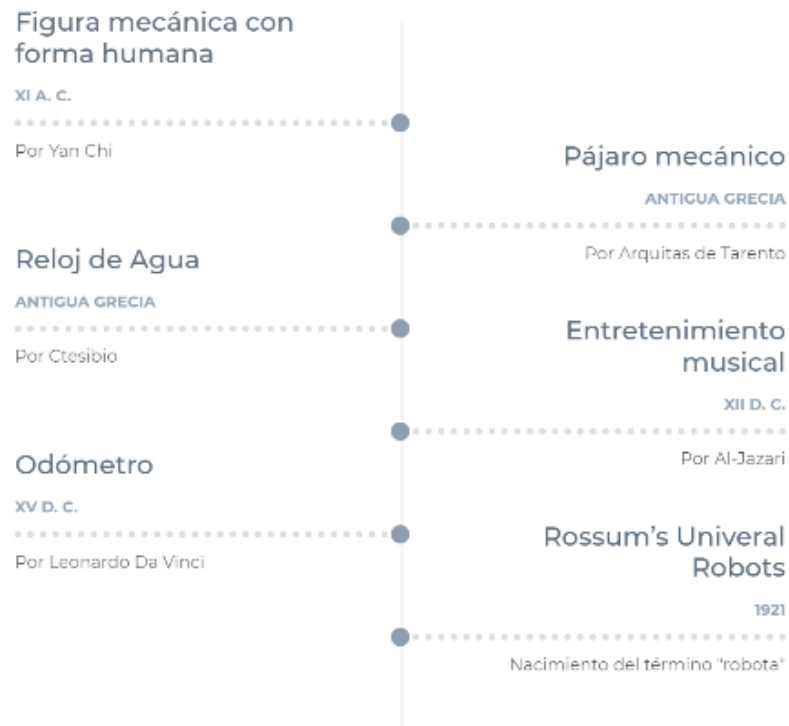 Figura mecánica con
forma humana
XI A. C.
Por Yan Chi
Pájaro mecánico
ANTIGUA GRECIA
Por Arquitas de Tarento
Reloj de Agua
ANTIGUA GRECIA
Por Ctesibio
Entretenimiento
musical
XII D. C.
Por Al-Jazari
Odómetro
XV D. C.
Por Leonardo Da Vinci
Rossum's Univeral
Robots
1921
Nacimiento del término "robota"